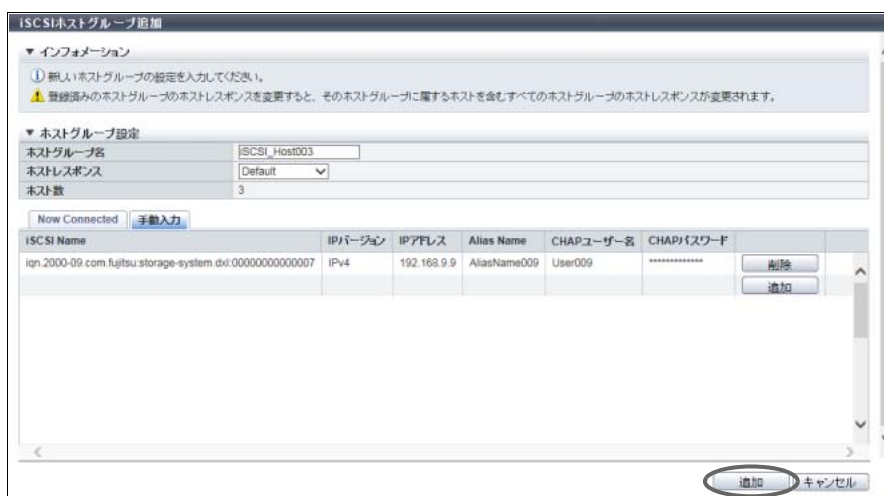 iSCSIホストグループ追加
▼ インフォメーション
新しいホストグループの設定を入力してください。
登録済みのホストグループのホストレスポンスを変更すると、そのホストグループに属するホストを含むすべてのホストグループのホストレスポンスが変更されます。
▼ ホストグループ設定
ホストグループ名 iSCSI_Host003
ホストレスポンス Default
ホスト数 3
Now Connected 手動入力
iSCSI Name IPバージョン IPアドレス Alias Name CHAPユーザー名 CHAPパスワード
iqn.2000-09.com.fujitsu:storage-system.dxl:00000000000007 IPv4 192.168.9.9 AliasName009 User009 ************* 削除
追加
追加 キャンセル